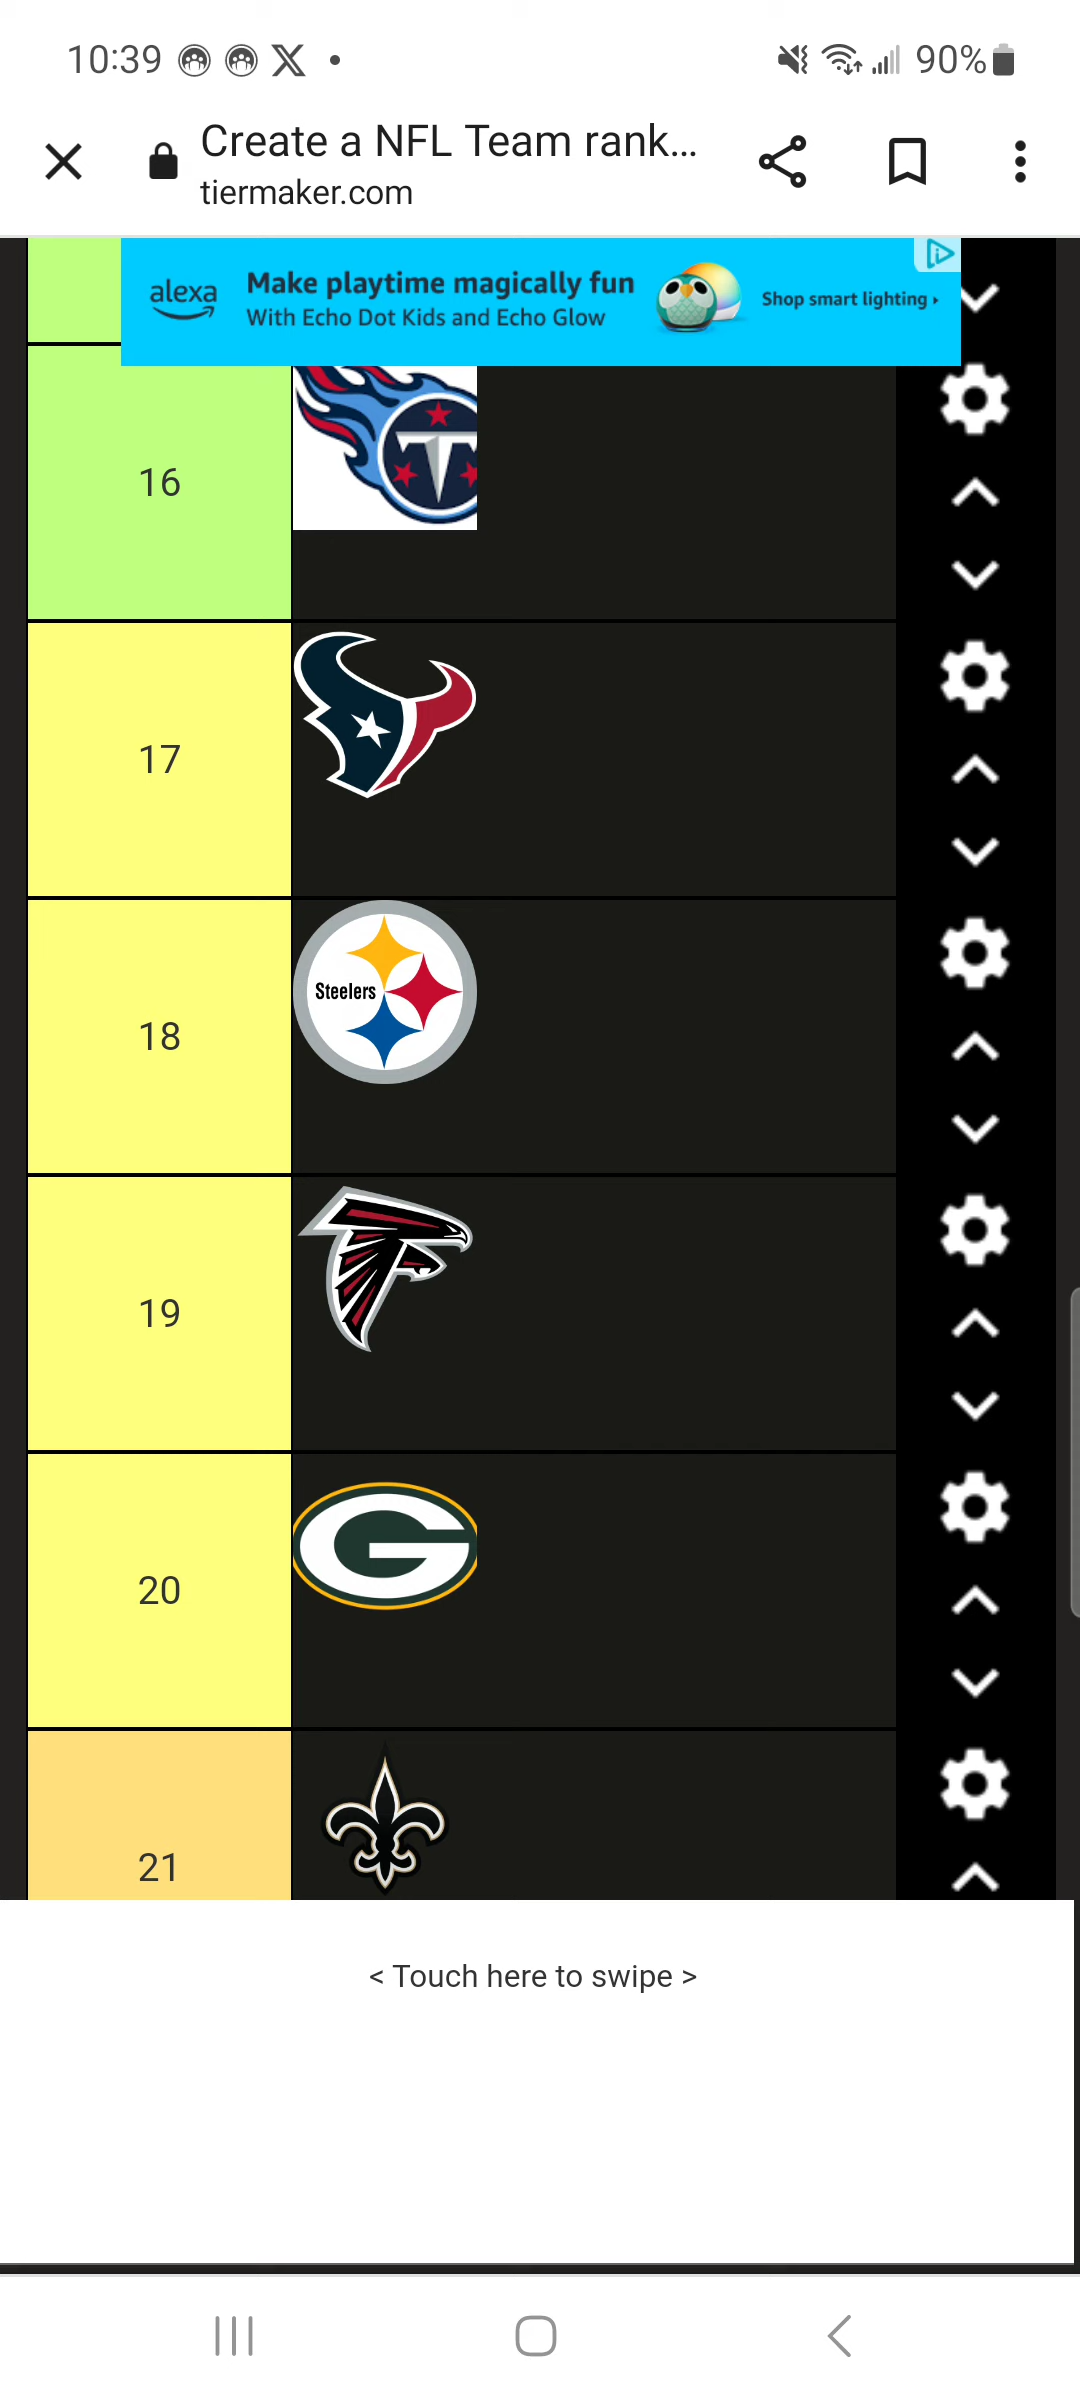 10:39
90%
Create a NFL Team rank...
tiermaker.com
alexa
Make playtime magically fun
With Echo Dot Kids and Echo Glow
Shop smart lighting ›
16
T
17
18
Steelers
19
20
G
21
< Touch here to swipe >